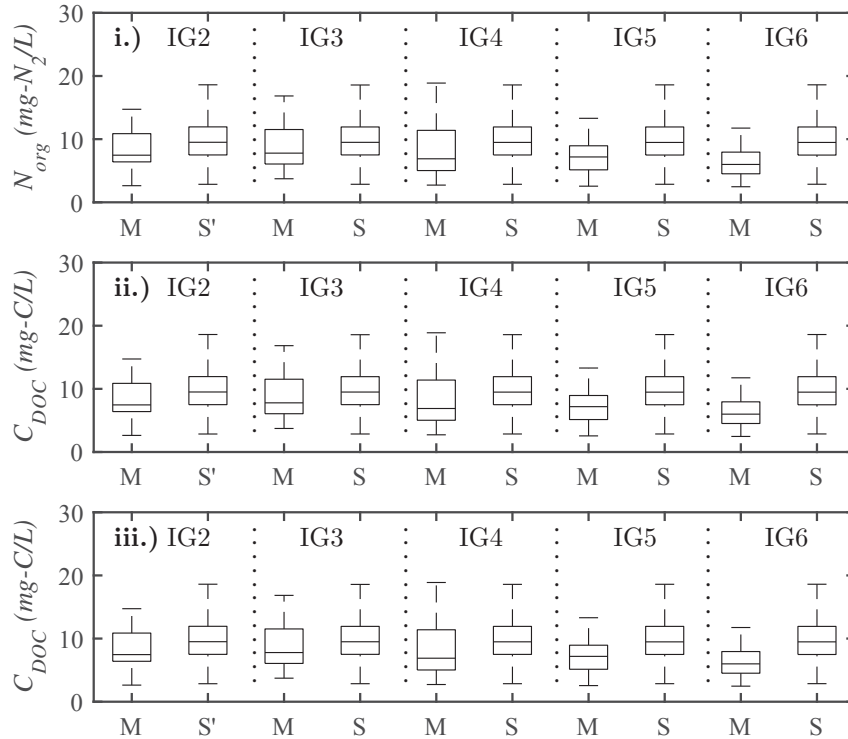 30
20
10
0
N_org (mg-N_2/L)
i.) IG2 IG3 IG4 IG5 IG6
M S' M S M S M S M S
30
20
10
0
C_DOC (mg-C/L)
ii.) IG2 IG3 IG4 IG5 IG6
M S' M S M S M S M S
30
20
10
0
C_DOC (mg-C/L)
iii.) IG2 IG3 IG4 IG5 IG6
M S' M S M S M S M S